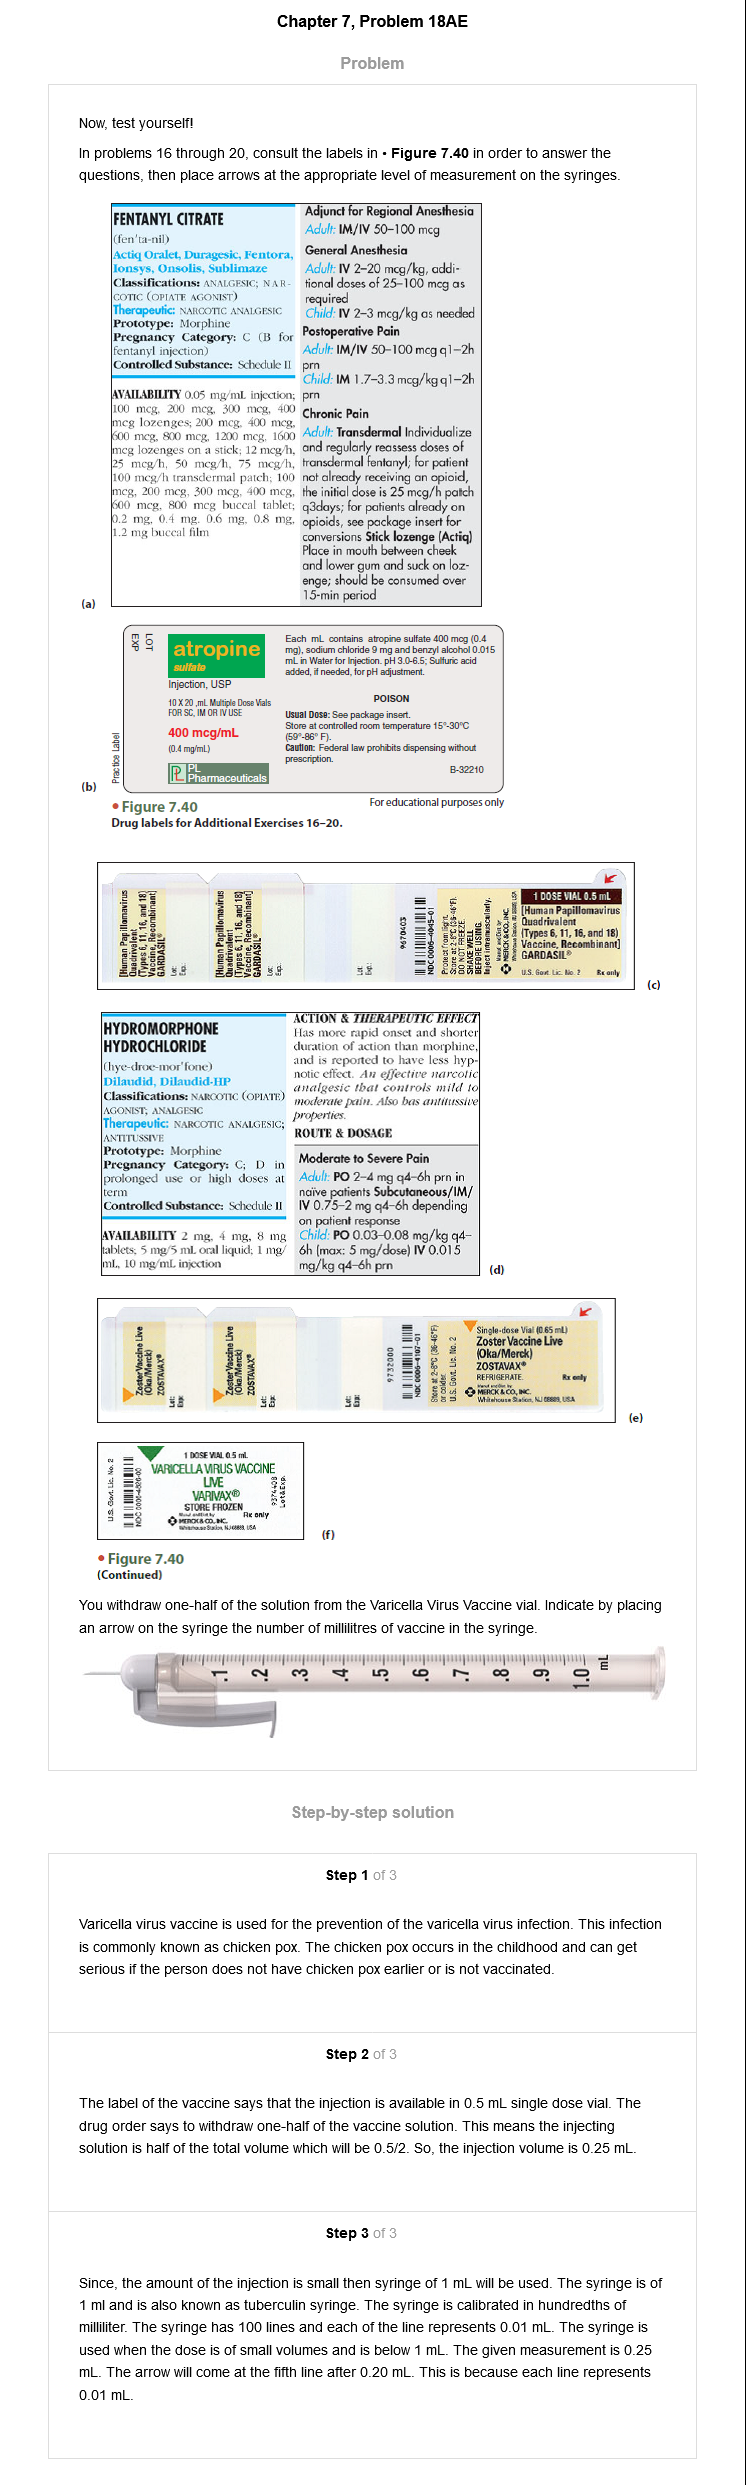 Chapter 7, Problem 18AE
Problem
Now, test yourself!
In problems 16 through 20, consult the labels in • Figure 7.40 in order to answer the
questions, then place arrows at the appropriate level of measurement on the syringes.
FENTANYL CITRATE
(fen'ta-nil)
Actiq Oralet, Duragesic, Fentora,
Ionsys, Onsolis, Sublimaze
Classifications: ANALGESIC; NAR-
COTIC (OPIATE AGONIST)
Therapeutic: NARCOTIC ANALGESIC
Prototype: Morphine
Pregnancy Category: C (B for
fentanyl injection)
Controlled Substance: Schedule II
AVAILABILITY 0.05 mg/mL injection;
100 mcg, 200 mcg, 300 mcg, 400
mcg lozenges; 200 mcg, 400 mcg,
600 mcg, 800 mcg, 1200 mcg, 1600
mcg lozenges on a stick; 12 mcg/h,
25 mcg/h, 50 mcg/h, 75 mcg/h,
100 mcg/h transdermal patch; 100
mcg, 200 mcg, 300 mcg, 400 mcg,
600 mcg, 800 mcg buccal tablet;
0.2 mg, 0.4 mg, 0.6 mg, 0.8 mg,
1.2 mg buccal film
Adjunct for Regional Anesthesia
Adult: IM/IV 50–100 mcg
General Anesthesia
Adult: IV 2–20 mcg/kg, addi-
tional doses of 25–100 mcg as
required
Child: IV 2–3 mcg/kg as needed
Postoperative Pain
Adult: IM/IV 50–100 mcg q1–2h
prn
Child: IM 1.7–3.3 mcg/kg q1–2h
prn
Chronic Pain
Adult: Transdermal Individualize
and regularly reassess doses of
transdermal fentanyl; for patient
not already receiving an opioid,
the initial dose is 25 mcg/h patch
q3days; for patients already on
opioids, see package insert for
conversions Stick lozenge (Actiq)
Place in mouth between cheek
and lower gum and suck on loz-
enge; should be consumed over
15-min period
(a)
LOT
EXP
Practice Label
atropine
sulfate
Injection, USP
10 X 20 ,mL Multiple Dose Vials
FOR SC, IM OR IV USE
400 mcg/mL
(0.4 mg/mL)
PL
PL
Pharmaceuticals
Each mL contains atropine sulfate 400 mcg (0.4
mg), sodium chloride 9 mg and benzyl alcohol 0.015
mL in Water for Injection. pH 3.0-6.5; Sulfuric acid
added, if needed, for pH adjustment.
POISON
Usual Dose: See package insert.
Store at controlled room temperature 15°-30°C
(59°-86° F).
Caution: Federal law prohibits dispensing without
prescription.
B-32210
(b)
• Figure 7.40
For educational purposes only
Drug labels for Additional Exercises 16–20.
[Human Papillomavirus
Quadrivalent
(Types 6, 11, 16, and 18)
Vaccine, Recombinant]
GARDASIL®
Lot:
Exp.:
[Human Papillomavirus
Quadrivalent
(Types 6, 11, 16, and 18)
Vaccine, Recombinant]
GARDASIL®
Lot:
Exp.:
Lot:
Exp.:
9670403
NDC 0006-4045-01
Protect from light.
Store at 2-8°C (36-46°F).
DO NOT FREEZE.
SHAKE WELL
BEFORE USING.
Inject intramuscularly.
MERCK & CO., INC.
1 DOSE VIAL 0.5 mL
[Human Papillomavirus
Quadrivalent
(Types 6, 11, 16, and 18)
Vaccine, Recombinant]
GARDASIL®
U.S. Govt. Lic. No. 2 Rx only
(c)
HYDROMORPHONE
HYDROCHLORIDE
(hye-droe-mor'fone)
Dilaudid, Dilaudid-HP
Classifications: NARCOTIC (OPIATE)
AGONIST; ANALGESIC
Therapeutic: NARCOTIC ANALGESIC;
ANTITUSSIVE
Prototype: Morphine
Pregnancy Category: C; D in
prolonged use or high doses at
term
Controlled Substance: Schedule II
AVAILABILITY 2 mg, 4 mg, 8 mg
tablets; 5 mg/5 mL oral liquid; 1 mg/
mL, 10 mg/mL injection
ACTION & THERAPEUTIC EFFECT
Has more rapid onset and shorter
duration of action than morphine,
and is reported to have less hyp-
notic effect. An effective narcotic
analgesic that controls mild to
moderate pain. Also has antitussive
properties.
ROUTE & DOSAGE
Moderate to Severe Pain
Adult: PO 2–4 mg q4–6h prn in
naïve patients Subcutaneous/IM/
IV 0.75–2 mg q4–6h depending
on patient response
Child: PO 0.03–0.08 mg/kg q4–
6h (max: 5 mg/dose) IV 0.015
mg/kg q4–6h prn
(d)
Zoster Vaccine Live
(Oka/Merck)
ZOSTAVAX®
Lot:
Exp:
Zoster Vaccine Live
(Oka/Merck)
ZOSTAVAX®
Lot:
Exp:
Lot:
Exp:
9732000
NDC 0006-4107-01
Store at 2-8°C (36-46°F)
or colder.
U.S. Govt. Lic. No. 2
Single-dose Vial (0.65 mL)
Zoster Vaccine Live
(Oka/Merck)
ZOSTAVAX®
REFRIGERATE. Rx only
MERCK & CO., INC.
Whitehouse Station, NJ 08889, USA
(e)
U.S. Govt. Lic. No. 2
NDC 0006-4826-00
1 DOSE VIAL 0.5 mL
VARICELLA VIRUS VACCINE
LIVE
VARIVAX®
STORE FROZEN
Rx only
MERCK & CO., INC.
Whitehouse Station, NJ 08889, USA
9374408
Lot&Exp.
(f)
• Figure 7.40
(Continued)
You withdraw one-half of the solution from the Varicella Virus Vaccine vial. Indicate by placing
an arrow on the syringe the number of millilitres of vaccine in the syringe.
.1 .2 .3 .4 .5 .6 .7 .8 .9 1.0 mL
Step-by-step solution
Step 1 of 3
Varicella virus vaccine is used for the prevention of the varicella virus infection. This infection
is commonly known as chicken pox. The chicken pox occurs in the childhood and can get
serious if the person does not have chicken pox earlier or is not vaccinated.
Step 2 of 3
The label of the vaccine says that the injection is available in 0.5 mL single dose vial. The
drug order says to withdraw one-half of the vaccine solution. This means the injecting
solution is half of the total volume which will be 0.5/2. So, the injection volume is 0.25 mL.
Step 3 of 3
Since, the amount of the injection is small then syringe of 1 mL will be used. The syringe is of
1 ml and is also known as tuberculin syringe. The syringe is calibrated in hundredths of
milliliter. The syringe has 100 lines and each of the line represents 0.01 mL. The syringe is
used when the dose is of small volumes and is below 1 mL. The given measurement is 0.25
mL. The arrow will come at the fifth line after 0.20 mL. This is because each line represents
0.01 mL.